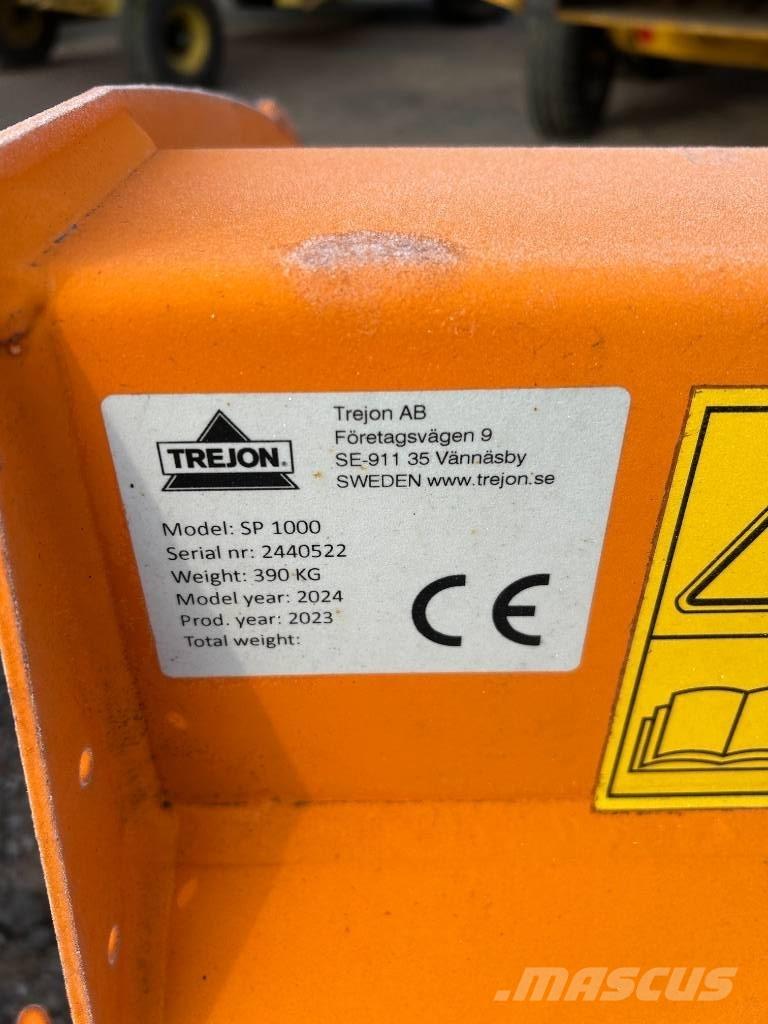 TREJON®
Trejon AB
Företagsvägen 9
SE-911 35 Vännäsby
SWEDEN www.trejon.se
Model: SP 1000
Serial nr: 2440522
Weight: 390 KG
Model year: 2024
Prod. year: 2023
Total weight:
CE
MASCUS